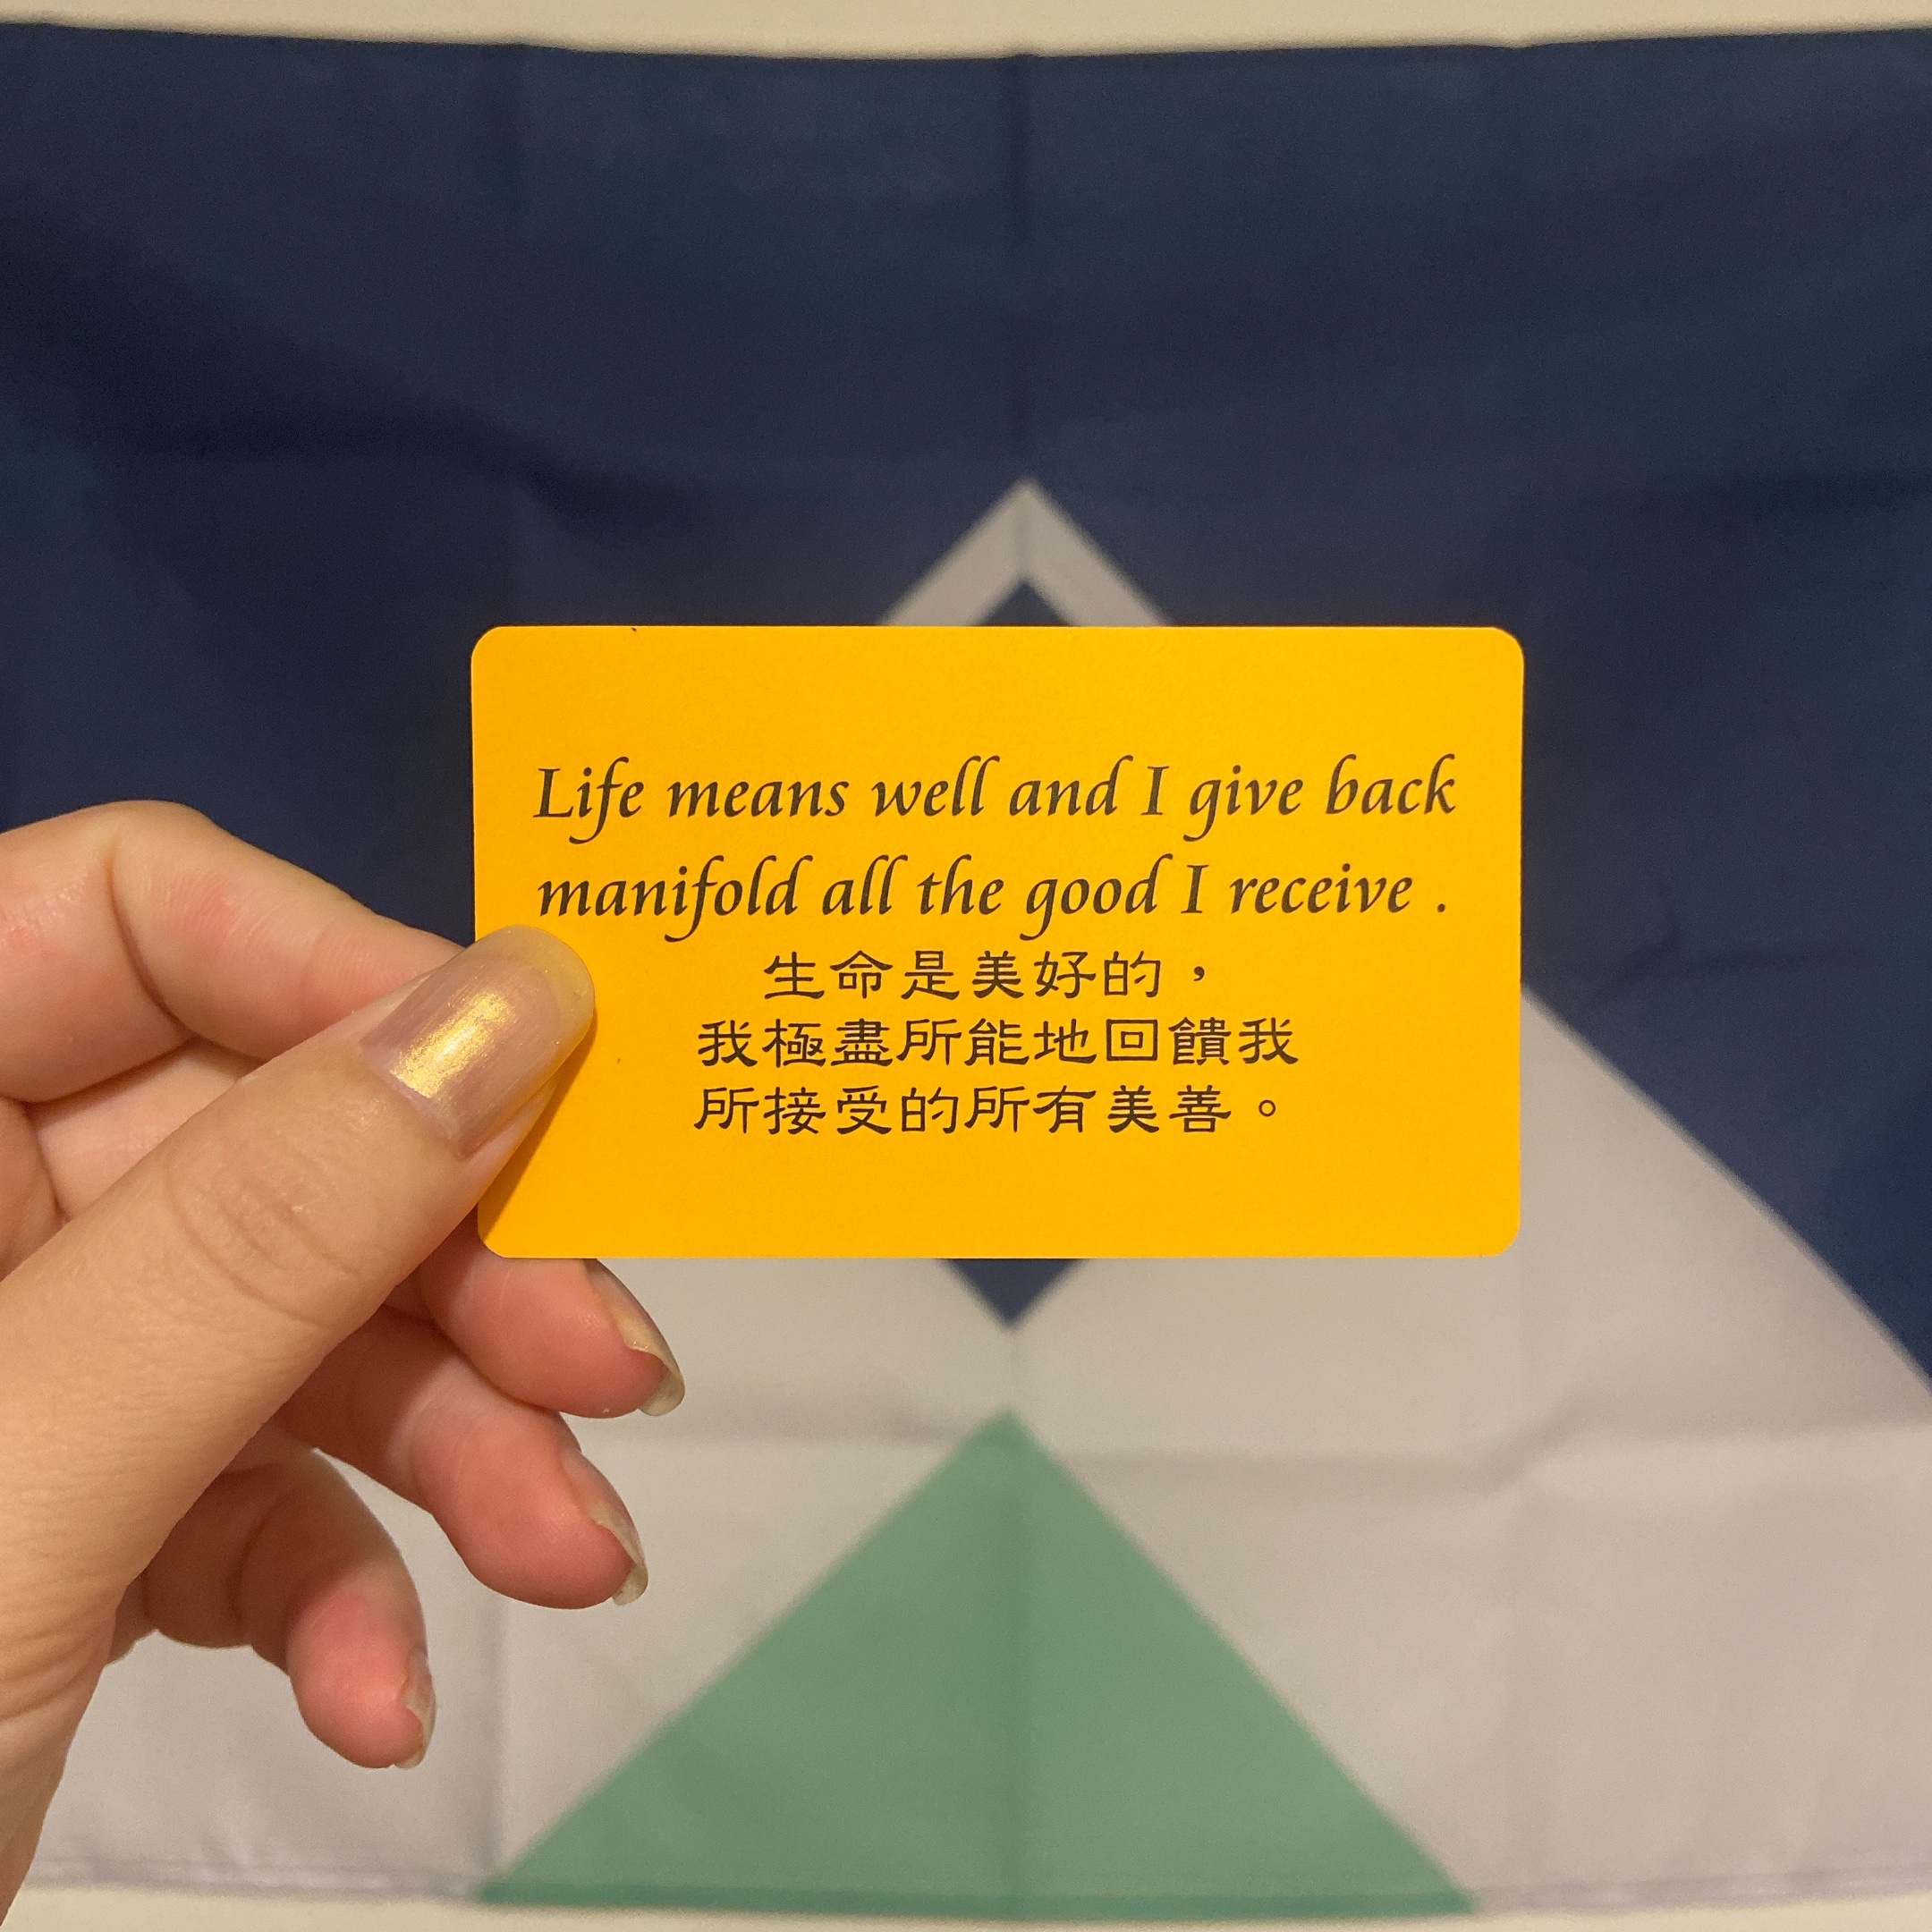 Life means well and I give back
manifold all the good I receive .
生命是美好的，
我極盡所能地回饋我
所接受的所有美善。